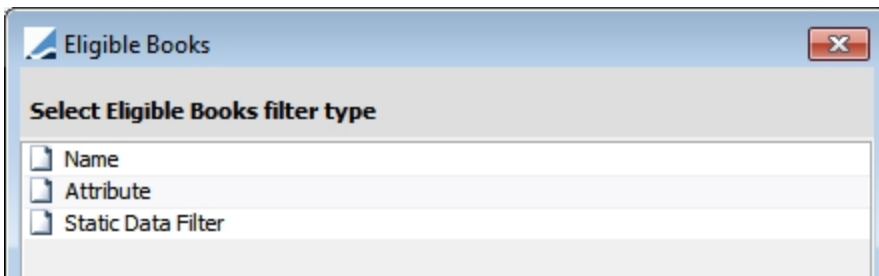 Eligible Books
Select Eligible Books filter type
Name
Attribute
Static Data Filter